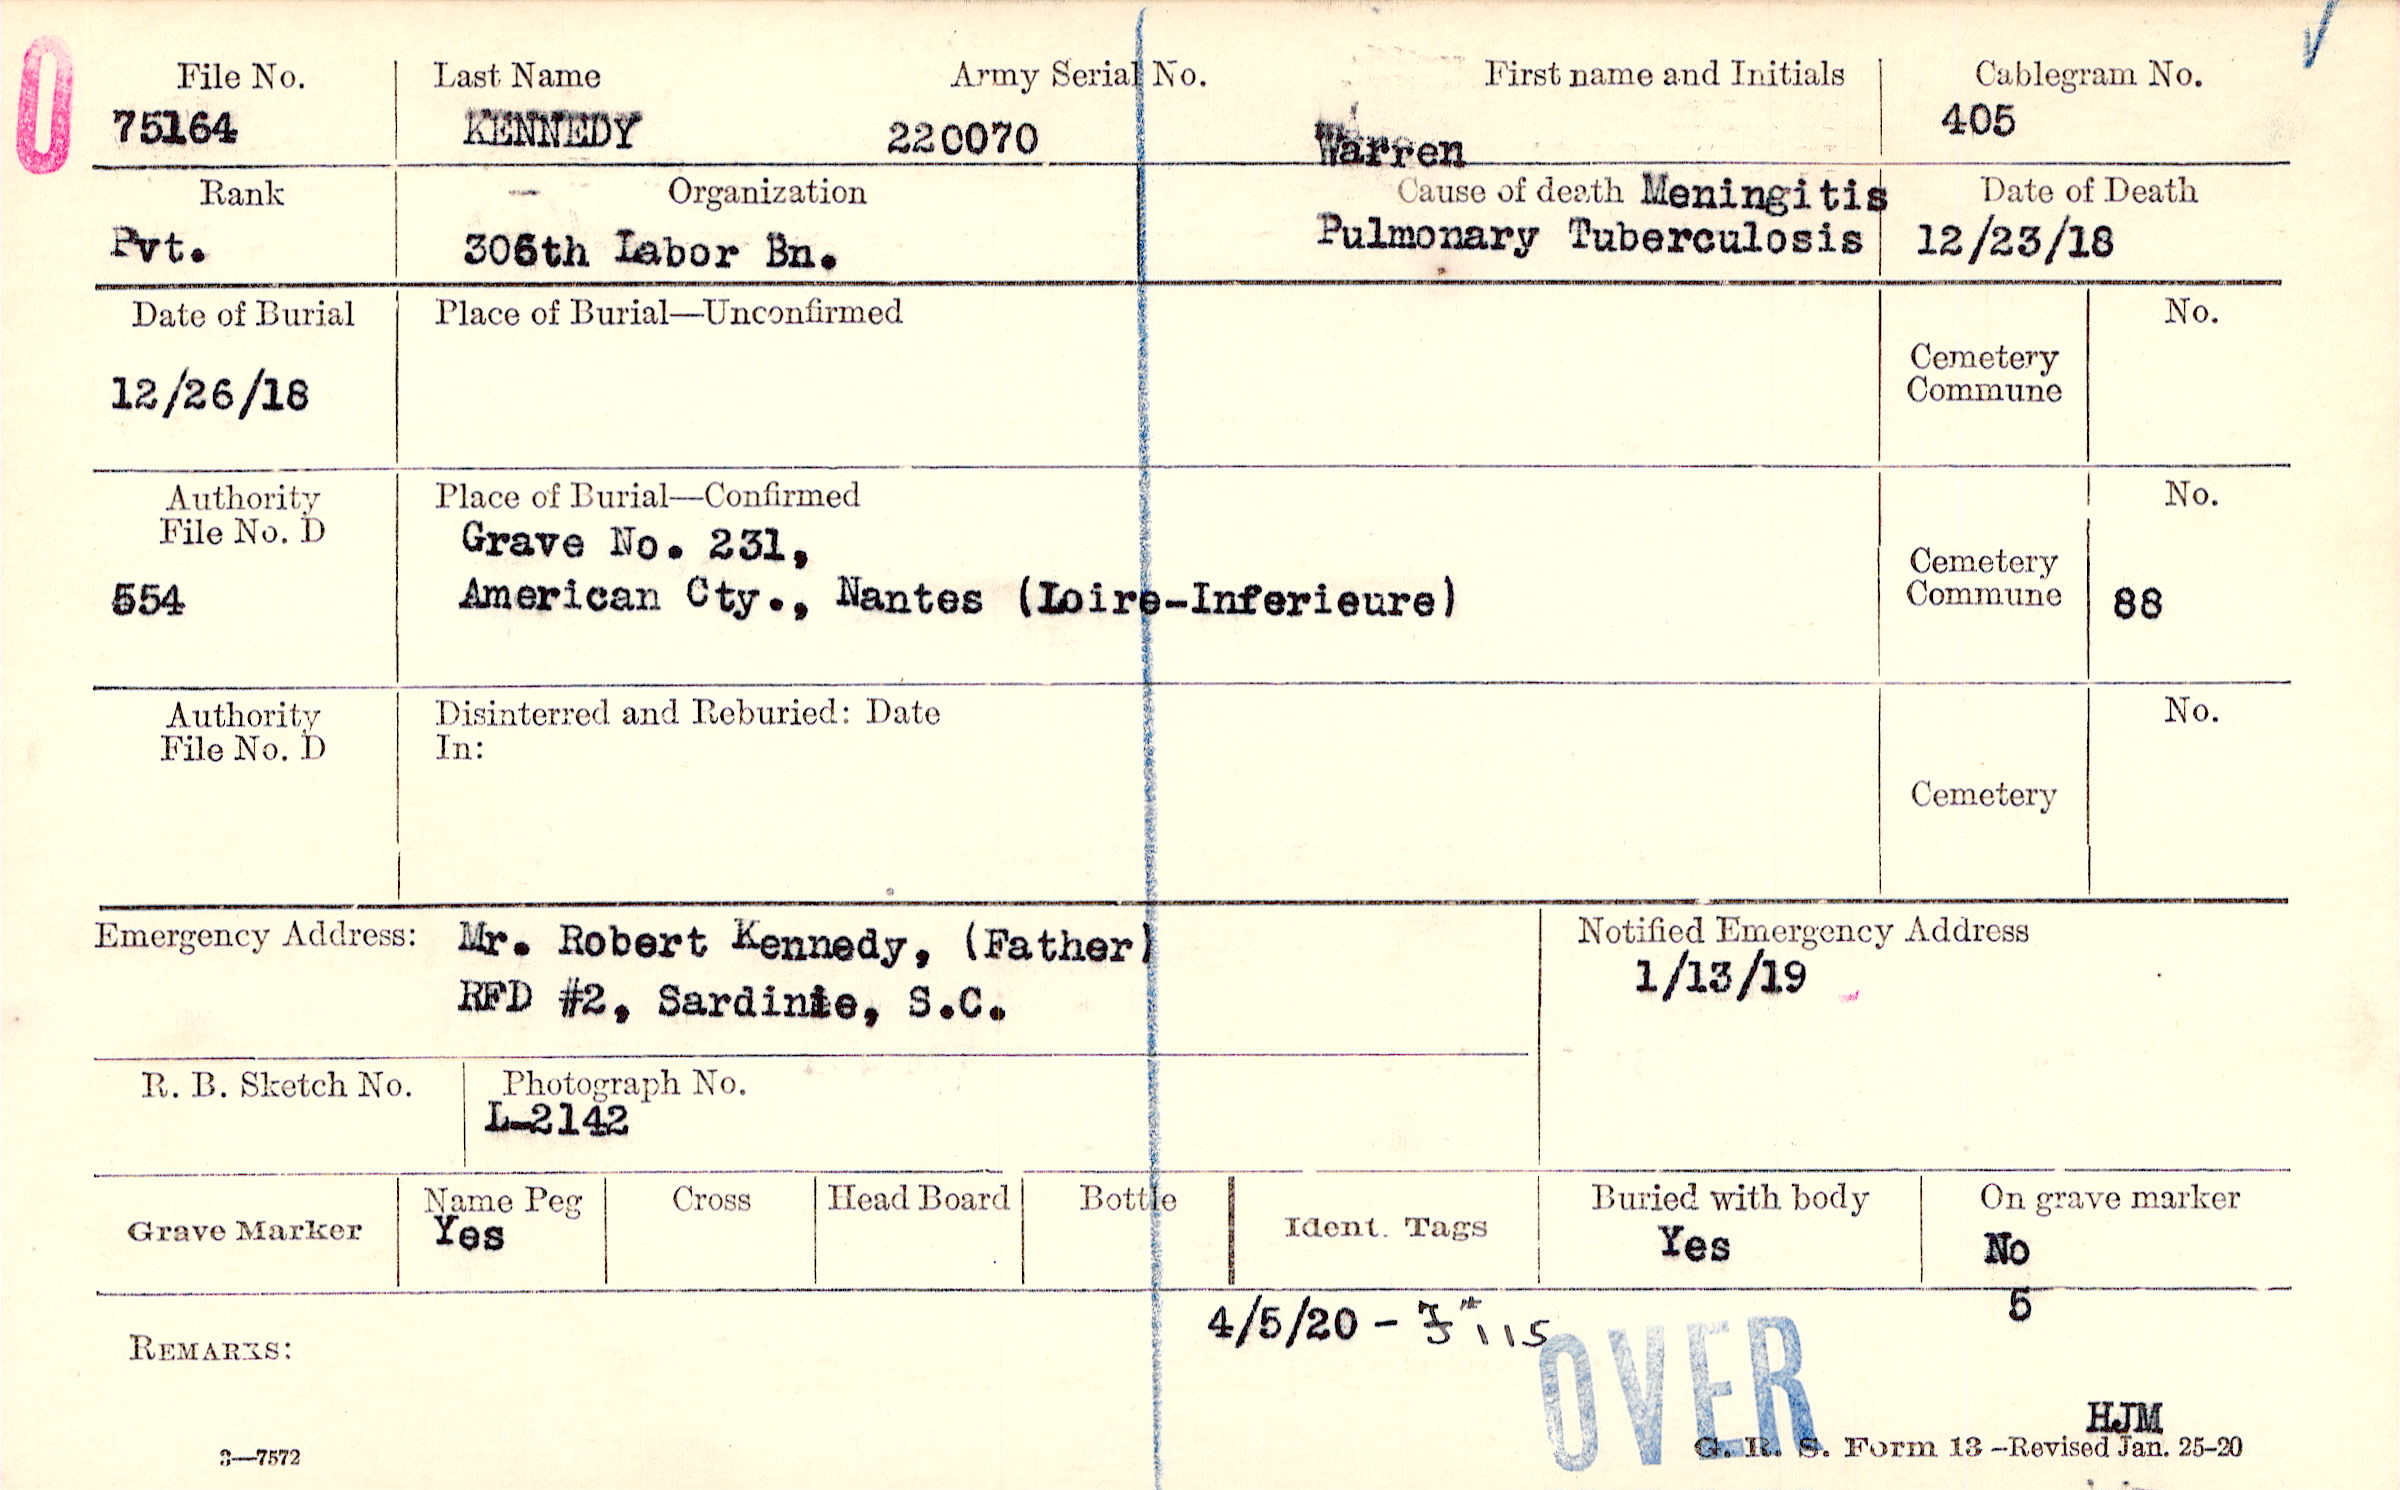 0
File No. Last Name Army Serial No. First name and Initials Cablegram No.
75164 KENNEDY 220070 Warren 405
Rank Organization Cause of death Meningitis Date of Death
Pvt. 306th Labor Bn. Pulmonary Tuberculosis 12/23/18
Date of Burial Place of Burial—Unconfirmed No.
12/26/18 Cemetery
Commune
Authority Place of Burial—Confirmed No.
File No. D Grave No. 231, Cemetery
554 American Cty., Nantes (Loire-Inferieure) Commune 88
Authority Disinterred and Reburied: Date No.
File No. D In:
Cemetery
Emergency Address: Mr. Robert Kennedy, (Father) Notified Emergency Address
RFD #2, Sardinie, S.C. 1/13/19
R. B. Sketch No. Photograph No.
L-2142
Grave Marker Name Peg Cross Head Board Bottle Ident. Tags Buried with body On grave marker
Yes Yes No
5
4/5/20 - 115
REMARKS:
OVER
HJM
3—7572 G. R. S. Form 13 -Revised Jan. 25-20